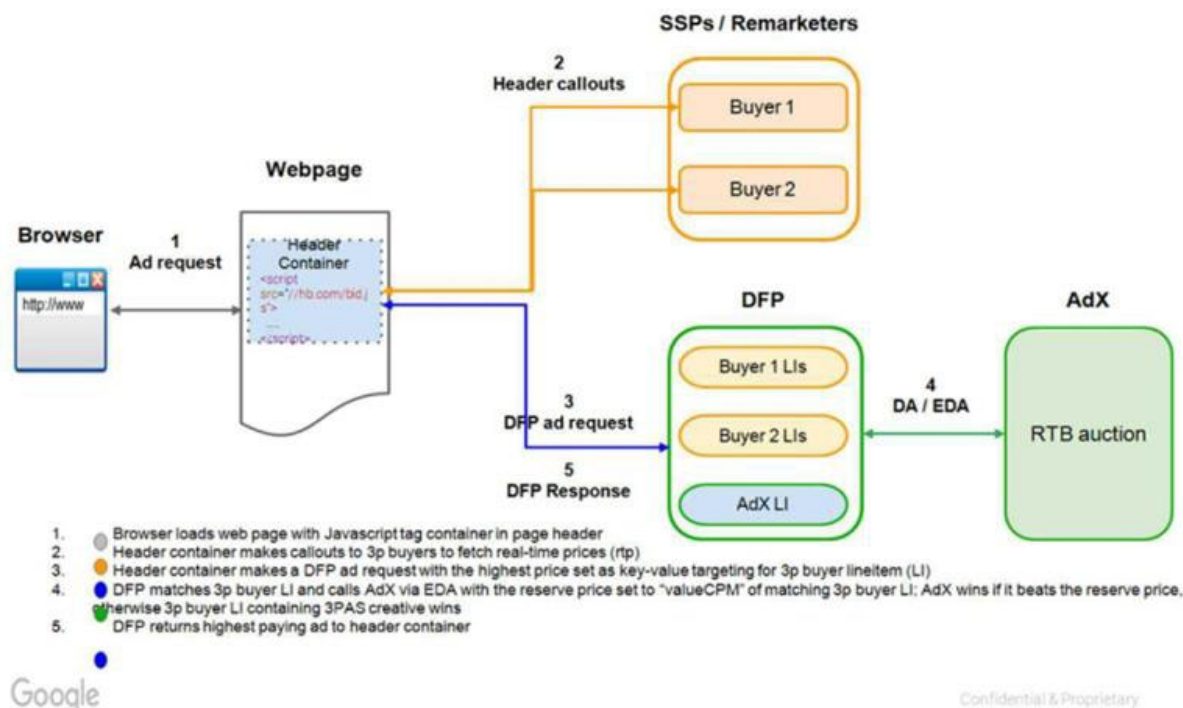 SSPs / Remarketers
2
Header callouts
Buyer 1
Buyer 2
Webpage
Browser
1
Ad request
http://www
Header
Container
<script
src="//hb.com/bid.j
s">
....
</script>
DFP
AdX
Buyer 1 LIs
Buyer 2 LIs
AdX LI
3
DFP ad request
5
DFP Response
4
DA / EDA
RTB auction
1. Browser loads web page with Javascript tag container in page header
2. Header container makes callouts to 3p buyers to fetch real-time prices (rtp)
3. Header container makes a DFP ad request with the highest price set as key-value targeting for 3p buyer lineitem (LI)
4. DFP matches 3p buyer LI and calls AdX via EDA with the reserve price set to "valueCPM" of matching 3p buyer LI; AdX wins if it beats the reserve price,
otherwise 3p buyer LI containing 3PAS creative wins
5. DFP returns highest paying ad to header container
Google
Confidential & Proprietary